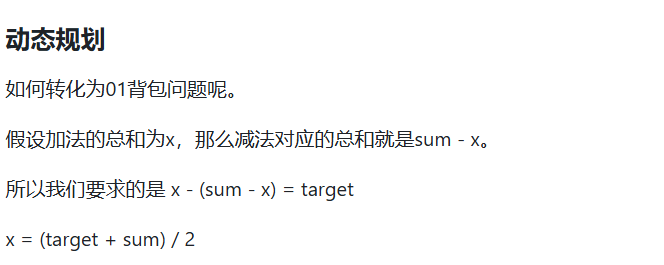 动态规划
如何转化为01背包问题呢。
假设加法的总和为x，那么减法对应的总和就是sum - x。
所以我们要求的是 x - (sum - x) = target
x = (target + sum) / 2